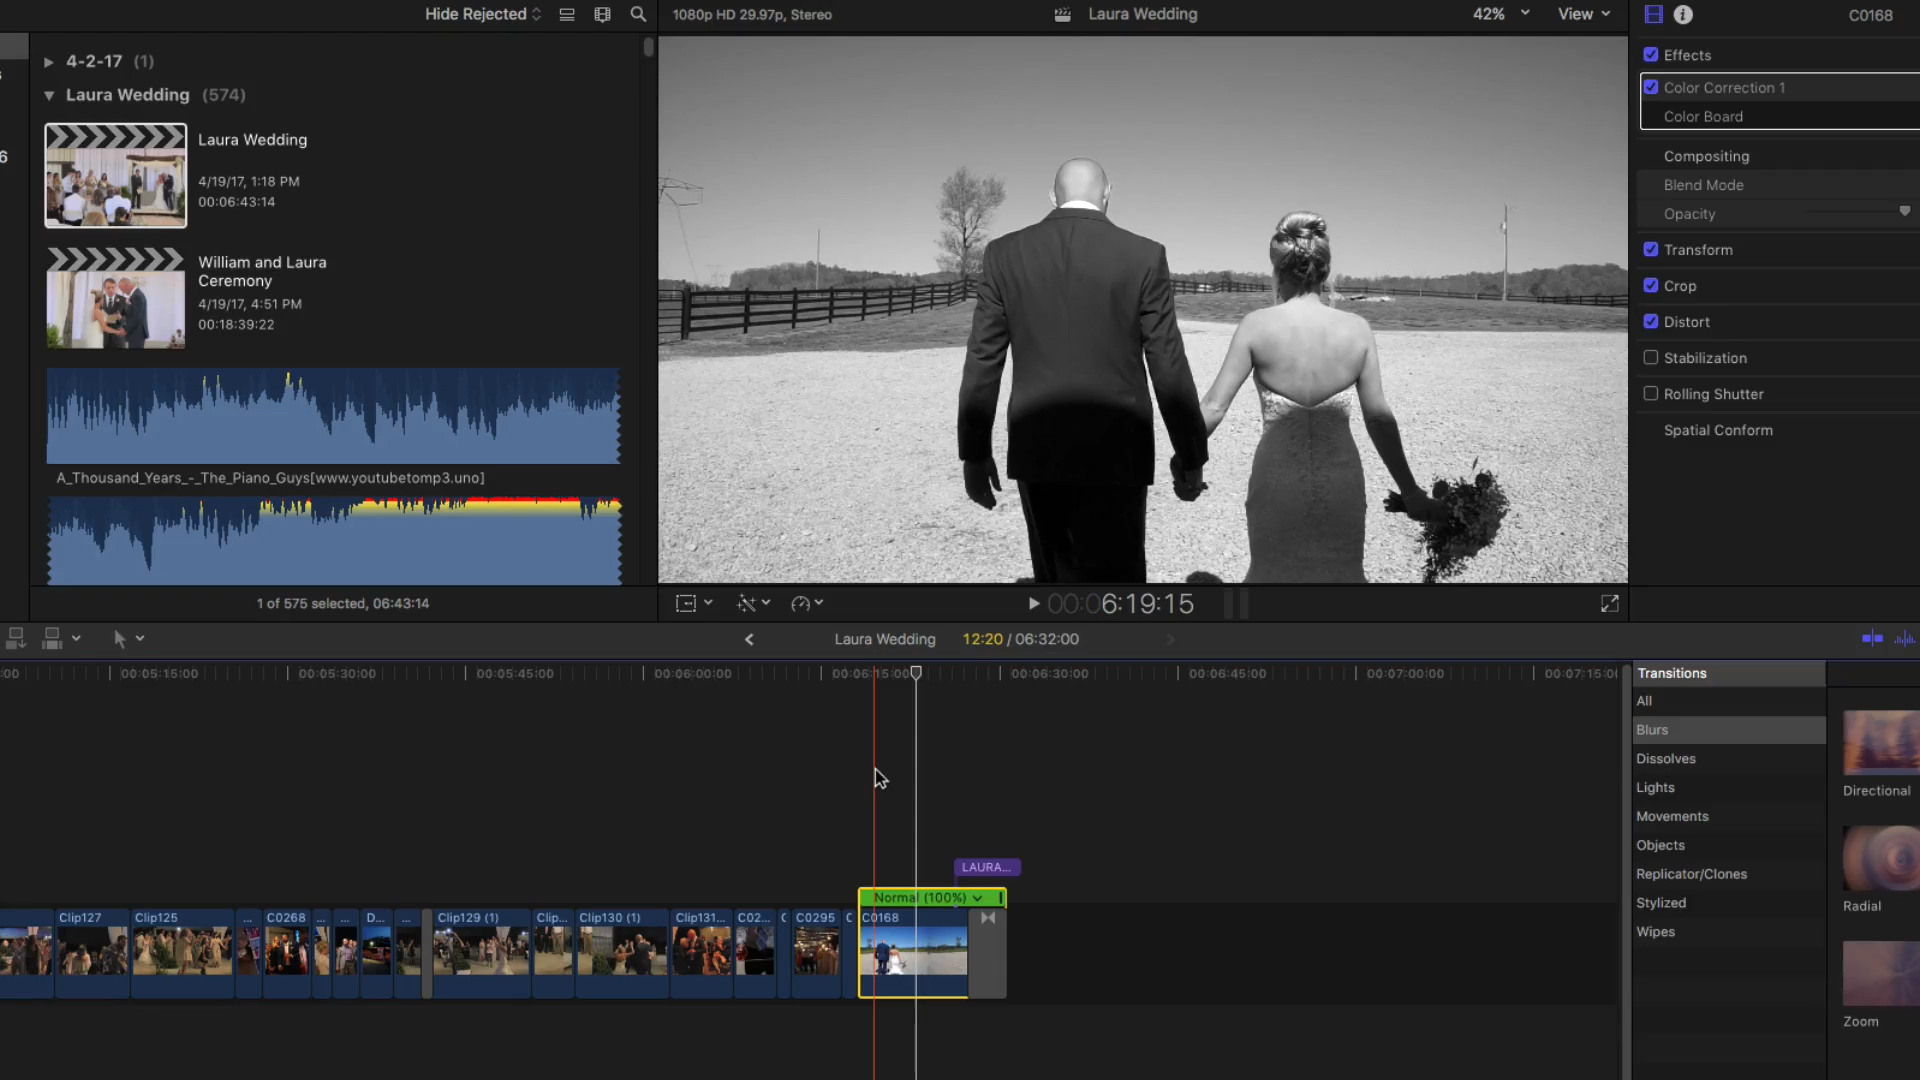 Hide Rejected
1080p HD 29.97p, Stereo
Laura Wedding
42%
View
C0168
4-2-17 (1)
Laura Wedding (574)
Laura Wedding
4/19/17, 1:18 PM
00:06:43:14
6
William and Laura
Ceremony
4/19/17, 4:51 PM
00:18:39:22
A_Thousand_Years_-_The_Piano_Guys[www.youtubetomp3.uno]
1 of 575 selected, 06:43:14
00:06:19:15
Effects
Color Correction 1
Color Board
Compositing
Blend Mode
Opacity
Transform
Crop
Distort
Stabilization
Rolling Shutter
Spatial Conform
Laura Wedding
12:20 / 06:32:00
:00
00:05:15:00
00:05:30:00
00:05:45:00
00:06:00:00
00:06:15:00
00:06:30:00
00:06:45:00
00:07:00:00
00:07:15:00
LAURA...
Normal (100%)
Clip127
Clip125
...
C0268
...
...
D...
...
Clip129 (1)
Clip...
Clip130 (1)
Clip131...
C02...
C
C0295
C
C0168
Transitions
All
Blurs
Dissolves
Lights
Movements
Objects
Replicator/Clones
Stylized
Wipes
Directional
Radial
Zoom